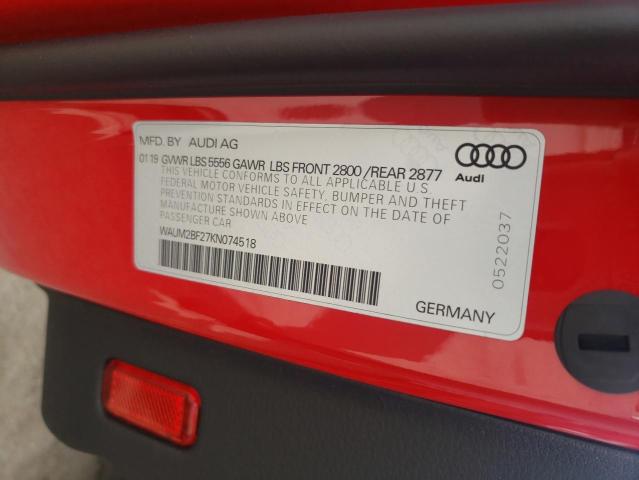 MFD. BY AUDI AG
01 19 GVWR LBS 5556 GAWR LBS FRONT 2800 /REAR 2877
THIS VEHICLE CONFORMS TO ALL APPLICABLE U.S.
FEDERAL MOTOR VEHICLE SAFETY, BUMPER AND THEFT
PREVENTION STANDARDS IN EFFECT ON THE DATE OF
MANUFACTURE SHOWN ABOVE
PASSENGER CAR
WAUM2BF27KN074518
Audi
0522037
GERMANY